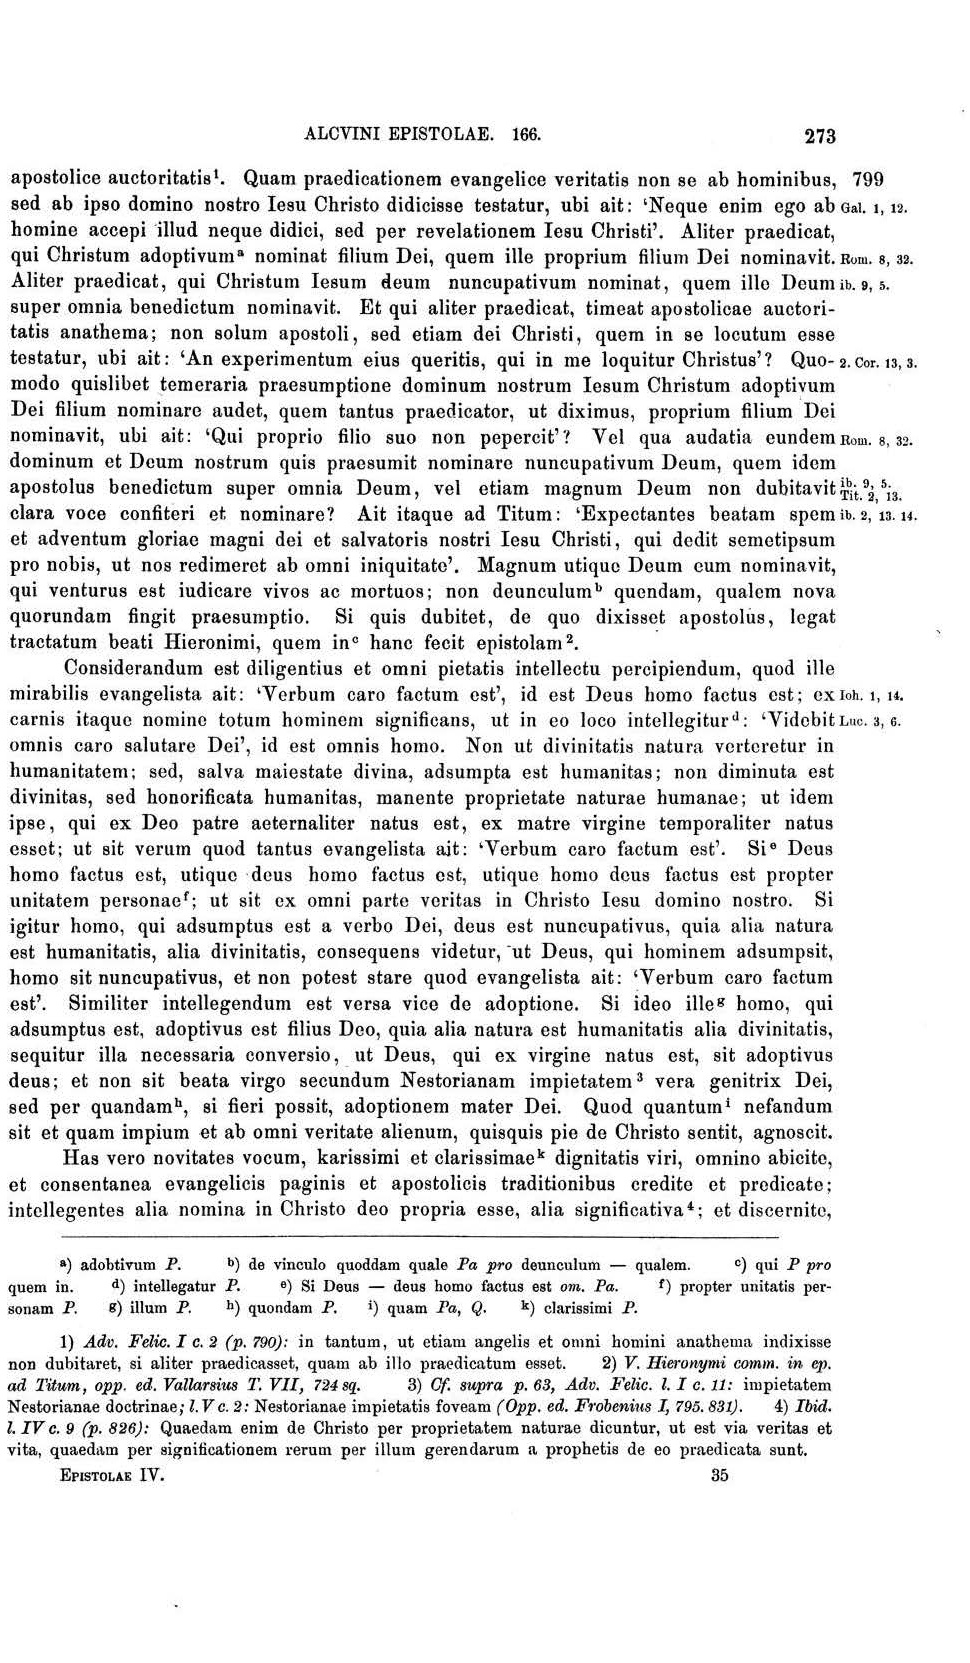 ALCVINI EPISTOLAE. 166. 273
apostolice auctoritatis¹. Quam praedicationem evangelice veritatis non se ab hominibus, 799
sed ab ipso domino nostro Iesu Christo didicisse testatur, ubi ait: ‘Neque enim ego ab Gal. 1, 12.
homine accepi illud neque didici, sed per revelationem Iesu Christi’. Aliter praedicat,
qui Christum adoptivumᵃ nominat filium Dei, quem ille proprium filium Dei nominavit. Rom. 8, 32.
Aliter praedicat, qui Christum Iesum deum nuncupativum nominat, quem ille Deum ib. 9, 5.
super omnia benedictum nominavit. Et qui aliter praedicat, timeat apostolicae auctori-
tatis anathema; non solum apostoli, sed etiam dei Christi, quem in se locutum esse
testatur, ubi ait: ‘An experimentum eius queritis, qui in me loquitur Christus’? Quo- 2. Cor. 13, 3.
modo quislibet temeraria praesumptione dominum nostrum Iesum Christum adoptivum
Dei filium nominare audet, quem tantus praedicator, ut diximus, proprium filium Dei
nominavit, ubi ait: ‘Qui proprio filio suo non pepercit’? Vel qua audatia eundem Rom. 8, 32.
dominum et Deum nostrum quis praesumit nominare nuncupativum Deum, quem idem
apostolus benedictum super omnia Deum, vel etiam magnum Deum non dubitavit ib. 9, 5. Tit. 2, 13.
clara voce confiteri et nominare? Ait itaque ad Titum: ‘Expectantes beatam spem ib. 2, 13. 14.
et adventum gloriae magni dei et salvatoris nostri Iesu Christi, qui dedit semetipsum
pro nobis, ut nos redimeret ab omni iniquitate’. Magnum utique Deum eum nominavit,
qui venturus est iudicare vivos ac mortuos; non deunculumᵇ quendam, qualem nova
quorundam fingit praesumptio. Si quis dubitet, de quo dixisset apostolus, legat
tractatum beati Hieronimi, quem inᶜ hanc fecit epistolam².
Considerandum est diligentius et omni pietatis intellectu percipiendum, quod ille
mirabilis evangelista ait: ‘Verbum caro factum est’, id est Deus homo factus est; ex Ioh. 1, 14.
carnis itaque nomine totum hominem significans, ut in eo loco intellegiturᵈ: ‘Videbit Luc. 3, 6.
omnis caro salutare Dei’, id est omnis homo. Non ut divinitatis natura verteretur in
humanitatem; sed, salva maiestate divina, adsumpta est humanitas; non diminuta est
divinitas, sed honorificata humanitas, manente proprietate naturae humanae; ut idem
ipse, qui ex Deo patre aeternaliter natus est, ex matre virgine temporaliter natus
esset; ut sit verum quod tantus evangelista ait: ‘Verbum caro factum est’. Siᵉ Deus
homo factus est, utique deus homo factus est, utique homo deus factus est propter
unitatem personaeᶠ; ut sit ex omni parte veritas in Christo Iesu domino nostro. Si
igitur homo, qui adsumptus est a verbo Dei, deus est nuncupativus, quia alia natura
est humanitatis, alia divinitatis, consequens videtur, ut Deus, qui hominem adsumpsit,
homo sit nuncupativus, et non potest stare quod evangelista ait: ‘Verbum caro factum
est’. Similiter intellegendum est versa vice de adoptione. Si ideo illeᵍ homo, qui
adsumptus est, adoptivus est filius Deo, quia alia natura est humanitatis alia divinitatis,
sequitur illa necessaria conversio, ut Deus, qui ex virgine natus est, sit adoptivus
deus; et non sit beata virgo secundum Nestorianam impietatem³ vera genitrix Dei,
sed per quandamʰ, si fieri possit, adoptionem mater Dei. Quod quantumⁱ nefandum
sit et quam impium et ab omni veritate alienum, quisquis pie de Christo sentit, agnoscit.
Has vero novitates vocum, karissimi et clarissimaeᵏ dignitatis viri, omnino abicite,
et consentanea evangelicis paginis et apostolicis traditionibus credite et predicate;
intellegentes alia nomina in Christo deo propria esse, alia significativa⁴; et discernite,
ᵃ) adobtivum P. ᵇ) de vinculo quoddam quale Pa pro deunculum — qualem. ᶜ) qui P pro
quem in. ᵈ) intellegatur P. ᵉ) Si Deus — deus homo factus est om. Pa. ᶠ) propter unitatis per-
sonam P. g) illum P. ʰ) quondam P. ⁱ) quam Pa, Q. ᵏ) clarissimi P.
1) Adv. Felic. I c. 2 (p. 790): in tantum, ut etiam angelis et omni homini anathema indixisse
non dubitaret, si aliter praedicasset, quam ab illo praedicatum esset. 2) V. Hieronymi comm. in ep.
ad Titum, opp. ed. Vallarsius T. VII, 724 sq. 3) Cf. supra p. 63, Adv. Felic. l. I c. 11: impietatem
Nestorianae doctrinae; l. V c. 2: Nestorianae impietatis foveam (Opp. ed. Frobenius I, 795. 831). 4) Ibid.
l. IV c. 9 (p. 826): Quaedam enim de Christo per proprietatem naturae dicuntur, ut est via veritas et
vita, quaedam per significationem rerum per illum gerendarum a prophetis de eo praedicata sunt.
EPISTOLAE IV. 35